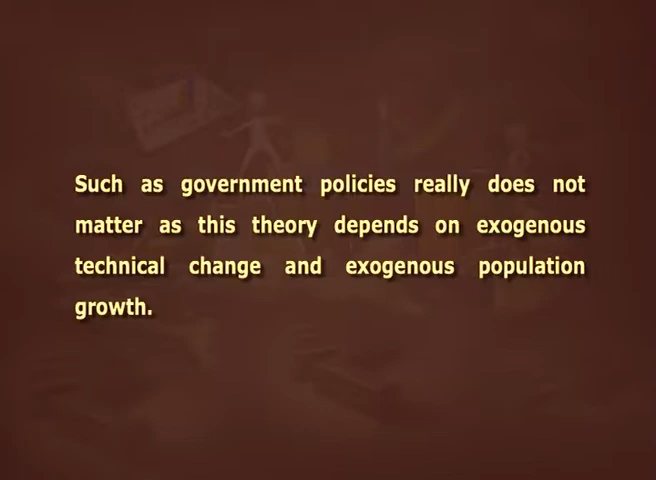 Such as government policies really does not
matter as this theory depends on exogenous
technical change and exogenous population
growth.